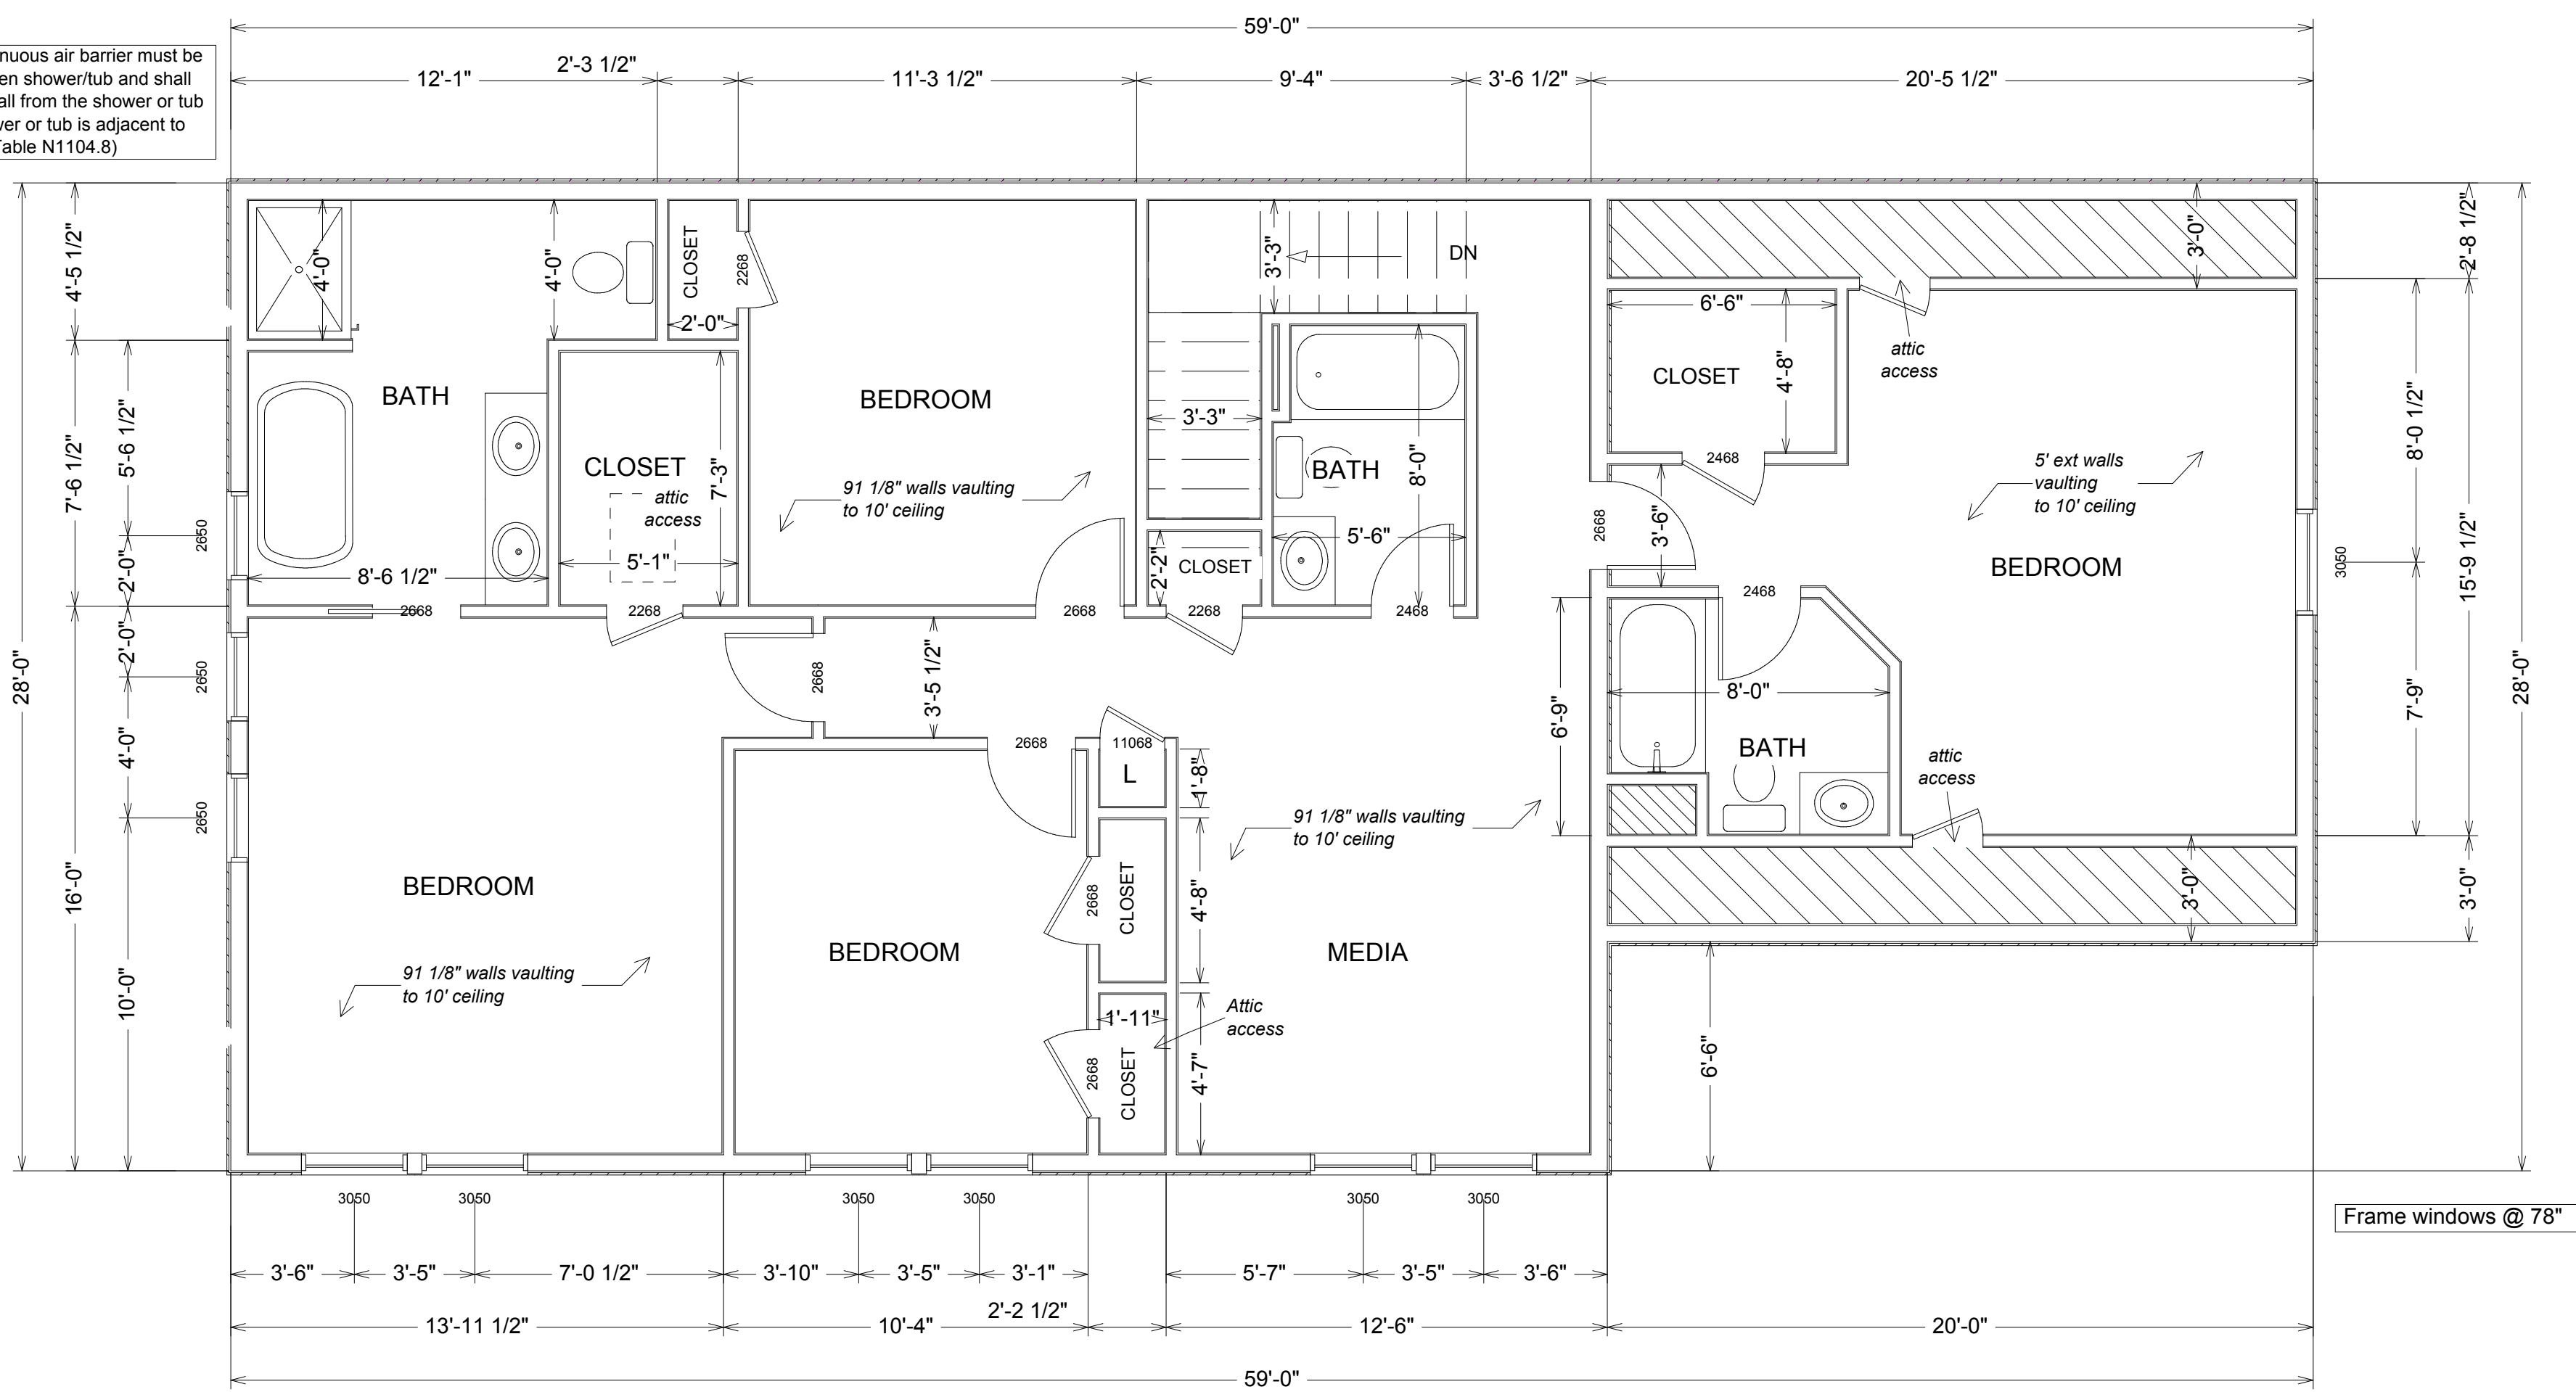 59'-0"
12'-1"
2'-3 1/2"
11'-3 1/2"
9'-4"
3'-6 1/2"
20'-5 1/2"
nuous air barrier must be
en shower/tub and shall
all from the shower or tub
wer or tub is adjacent to
Table N1104.8)
28'-0"
4'-5 1/2"
7'-6 1/2"
16'-0"
5'-6 1/2"
2'-0"
2'-0"
4'-0"
10'-0"
2650
2650
2650
4'-0"
4'-0"
BATH
8'-6 1/2"
2668
CLOSET
2'-0"
2268
CLOSET
attic
access
7'-3"
5'-1"
2268
BEDROOM
91 1/8" walls vaulting
to 10' ceiling
2668
3'-3"
DN
3'-3"
2'-2"
CLOSET
2268
BATH
8'-0"
5'-6"
2468
2668
3'-5 1/2"
BEDROOM
91 1/8" walls vaulting
to 10' ceiling
2668
BEDROOM
11068
L
1'-8"
2668
CLOSET
4'-8"
1'-11"
2668
CLOSET
4'-7"
Attic
access
91 1/8" walls vaulting
to 10' ceiling
MEDIA
6'-9"
2668
3'-6"
6'-6"
CLOSET
4'-8"
2468
attic
access
3'-0"
5' ext walls
vaulting
to 10' ceiling
BEDROOM
2468
8'-0"
BATH
attic
access
3'-0"
6'-6"
3050
8'-0 1/2"
7'-9"
2'-8 1/2"
15'-9 1/2"
3'-0"
28'-0"
Frame windows @ 78"
3050
3050
3050
3050
3050
3050
3'-6"
3'-5"
7'-0 1/2"
3'-10"
3'-5"
3'-1"
5'-7"
3'-5"
3'-6"
13'-11 1/2"
10'-4"
2'-2 1/2"
12'-6"
20'-0"
59'-0"